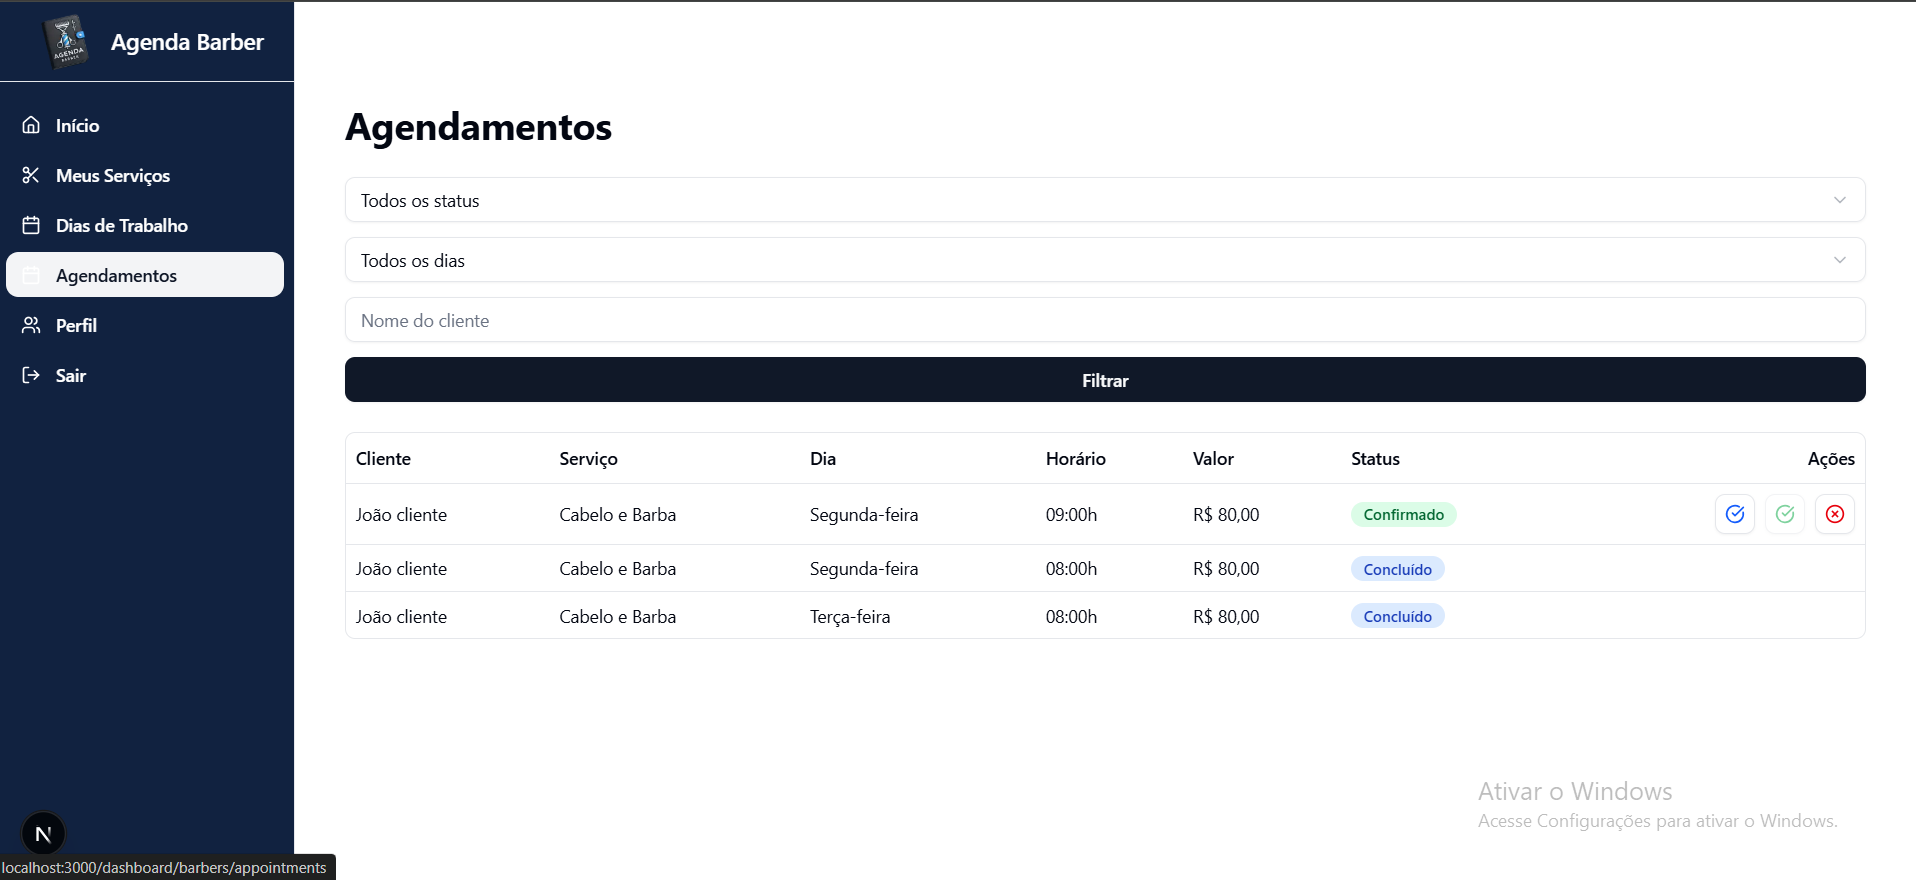 AGENDA
BARBER
Agenda Barber
Início
Meus Serviços
Dias de Trabalho
Agendamentos
Perfil
Sair
N
localhost:3000/dashboard/barbers/appointments
Agendamentos
Todos os status
Todos os dias
Nome do cliente
Filtrar
Cliente Serviço Dia Horário Valor Status Ações
João cliente Cabelo e Barba Segunda-feira 09:00h R$ 80,00 Confirmado
João cliente Cabelo e Barba Segunda-feira 08:00h R$ 80,00 Concluído
João cliente Cabelo e Barba Terça-feira 08:00h R$ 80,00 Concluído
Ativar o Windows
Acesse Configurações para ativar o Windows.